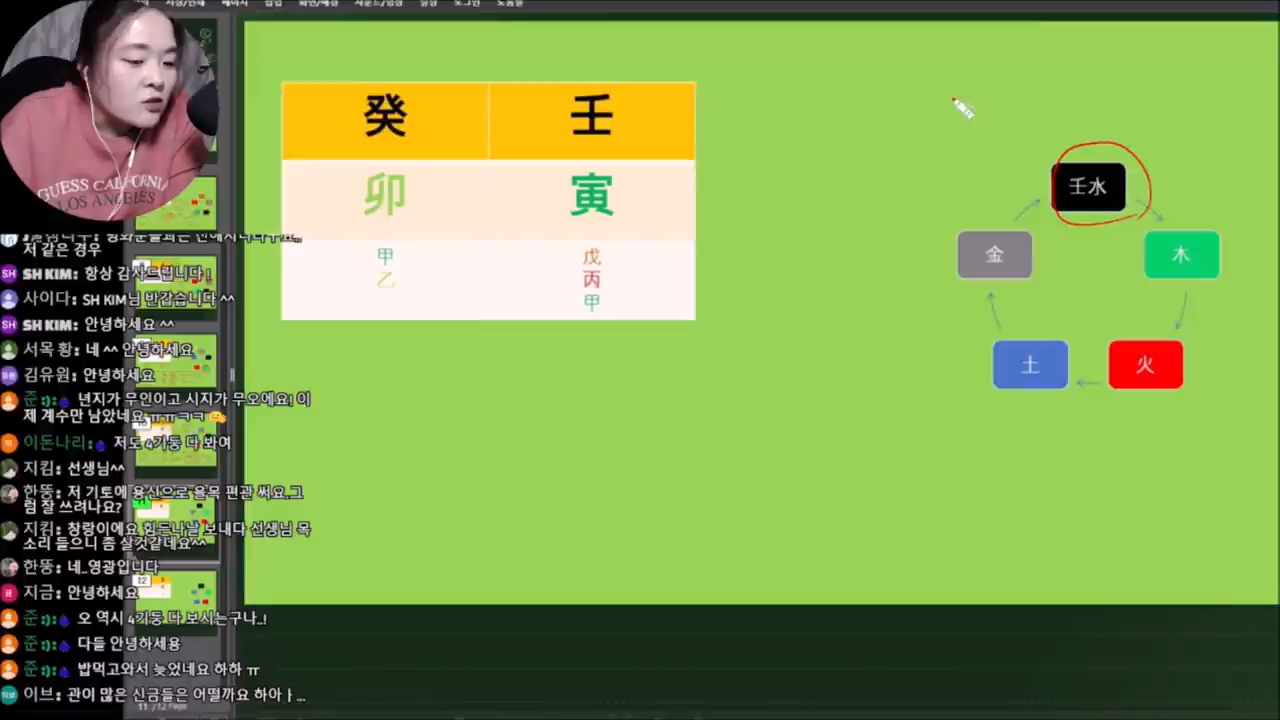 癸 壬
卯 寅
甲 戊
乙 丙
甲
壬水
金
木
土
火
GUESS CALIFORNIA
LOS ANGELES
저 같은 경우
SH KIM: 항상 감사드립니다 !
사이다: SH KIM님 반갑습니다 ^^
SH KIM: 안녕하세요 ^^
서목 황: 네 ^^ 안녕하세요
김유원: 안녕하세요
년지가 무인이고 시지가 무오에요! 이
제 계수만 남았네요 ㅠㅠㅋㅋ
이돈나리: 저도 4기둥 다 봐여
지킴: 선생님^^
한뚱: 저 기토에 용신으로 을목 편관 써요,그
럼 잘 쓰려나요?
지킴: 창랑이에요 힘든나날 보내다 선생님 목
소리 들으니 좀 살것같데요^^
한뚱: 네..영광입니다
지금: 안녕하세요
오 역시 4기둥 다 보시는구나..!
다들 안녕하세용
밥먹고와서 늦었네요 하하 ㅠ
이브: 관이 많은 신금들은 어떨까요 하아ㅏ...
12